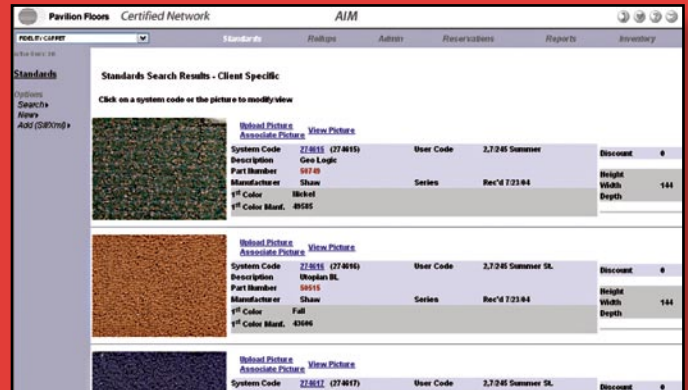 Pavilion Floors Certified Network AIM
FIDELITY CARPET Standards Rollups Admin Reservations Reports Inventory
Standards
Options
Search
New
Add (Sif/Xml)
Standards Search Results - Client Specific
Click on a system code or the picture to modify/view
Upload Picture View Picture
Associate Picture
System Code 274615 (274615) User Code 2,7/245 Summer Discount 0
Description Geo Logic
Part Number 50749 Height
Manufacturer Shaw Series Rec'd 7/23/04 Width 144
1st Color Nickel Depth
1st Color Manf. 49585
Upload Picture View Picture
Associate Picture
System Code 274616 (274616) User Code 2,7/245 Summer St. Discount 0
Description Utopian BL
Part Number 50515 Height
Manufacturer Shaw Series Rec'd 7/23/04 Width 144
1st Color Fall Depth
1st Color Manf. 43606
Upload Picture View Picture
Associate Picture
System Code 274617 (274617) User Code 2,7/245 Summer St. Discount 0